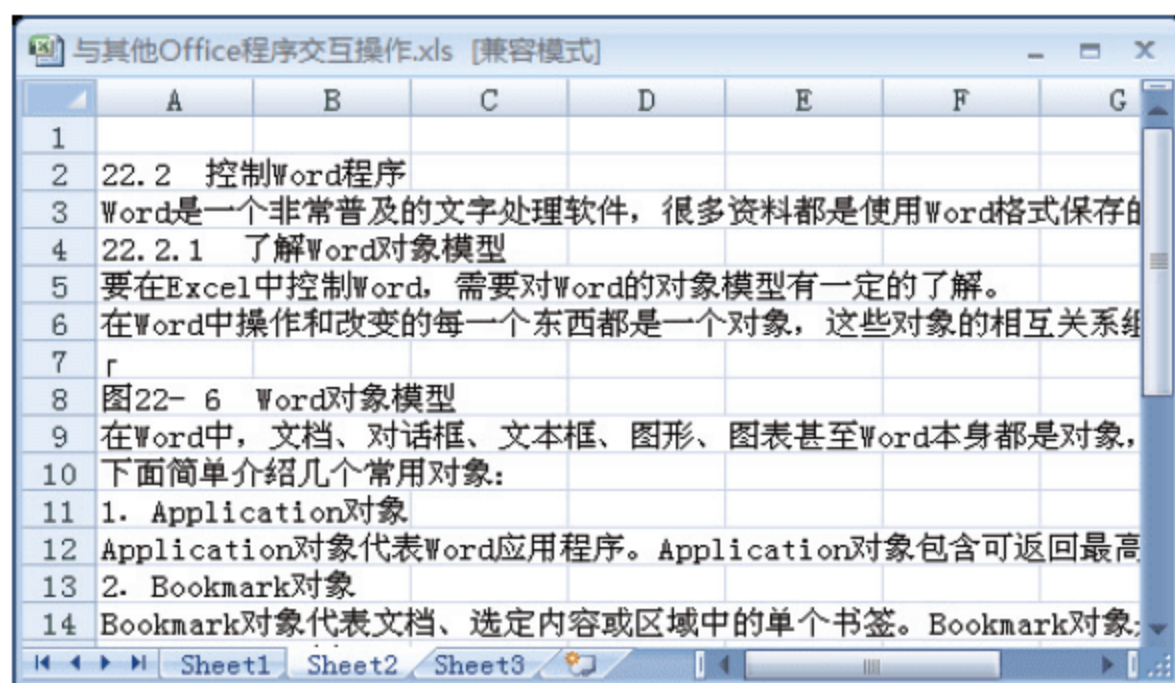 与其他Office程序交互操作.xls [兼容模式]
A B C D E F G
1
2 22.2 控制Word程序
3 Word是一个非常普及的文字处理软件，很多资料都是使用Word格式保存的
4 22.2.1 了解Word对象模型
5 要在Excel中控制Word，需要对Word的对象模型有一定的了解。
6 在Word中操作和改变的每一个东西都是一个对象，这些对象的相互关系组
7 ┌
8 图22- 6 Word对象模型
9 在Word中，文档、对话框、文本框、图形、图表甚至Word本身都是对象，
10 下面简单介绍几个常用对象：
11 1. Application对象
12 Application对象代表Word应用程序。Application对象包含可返回最高
13 2. Bookmark对象
14 Bookmark对象代表文档、选定内容或区域中的单个书签。Bookmark对象
Sheet1 Sheet2 Sheet3